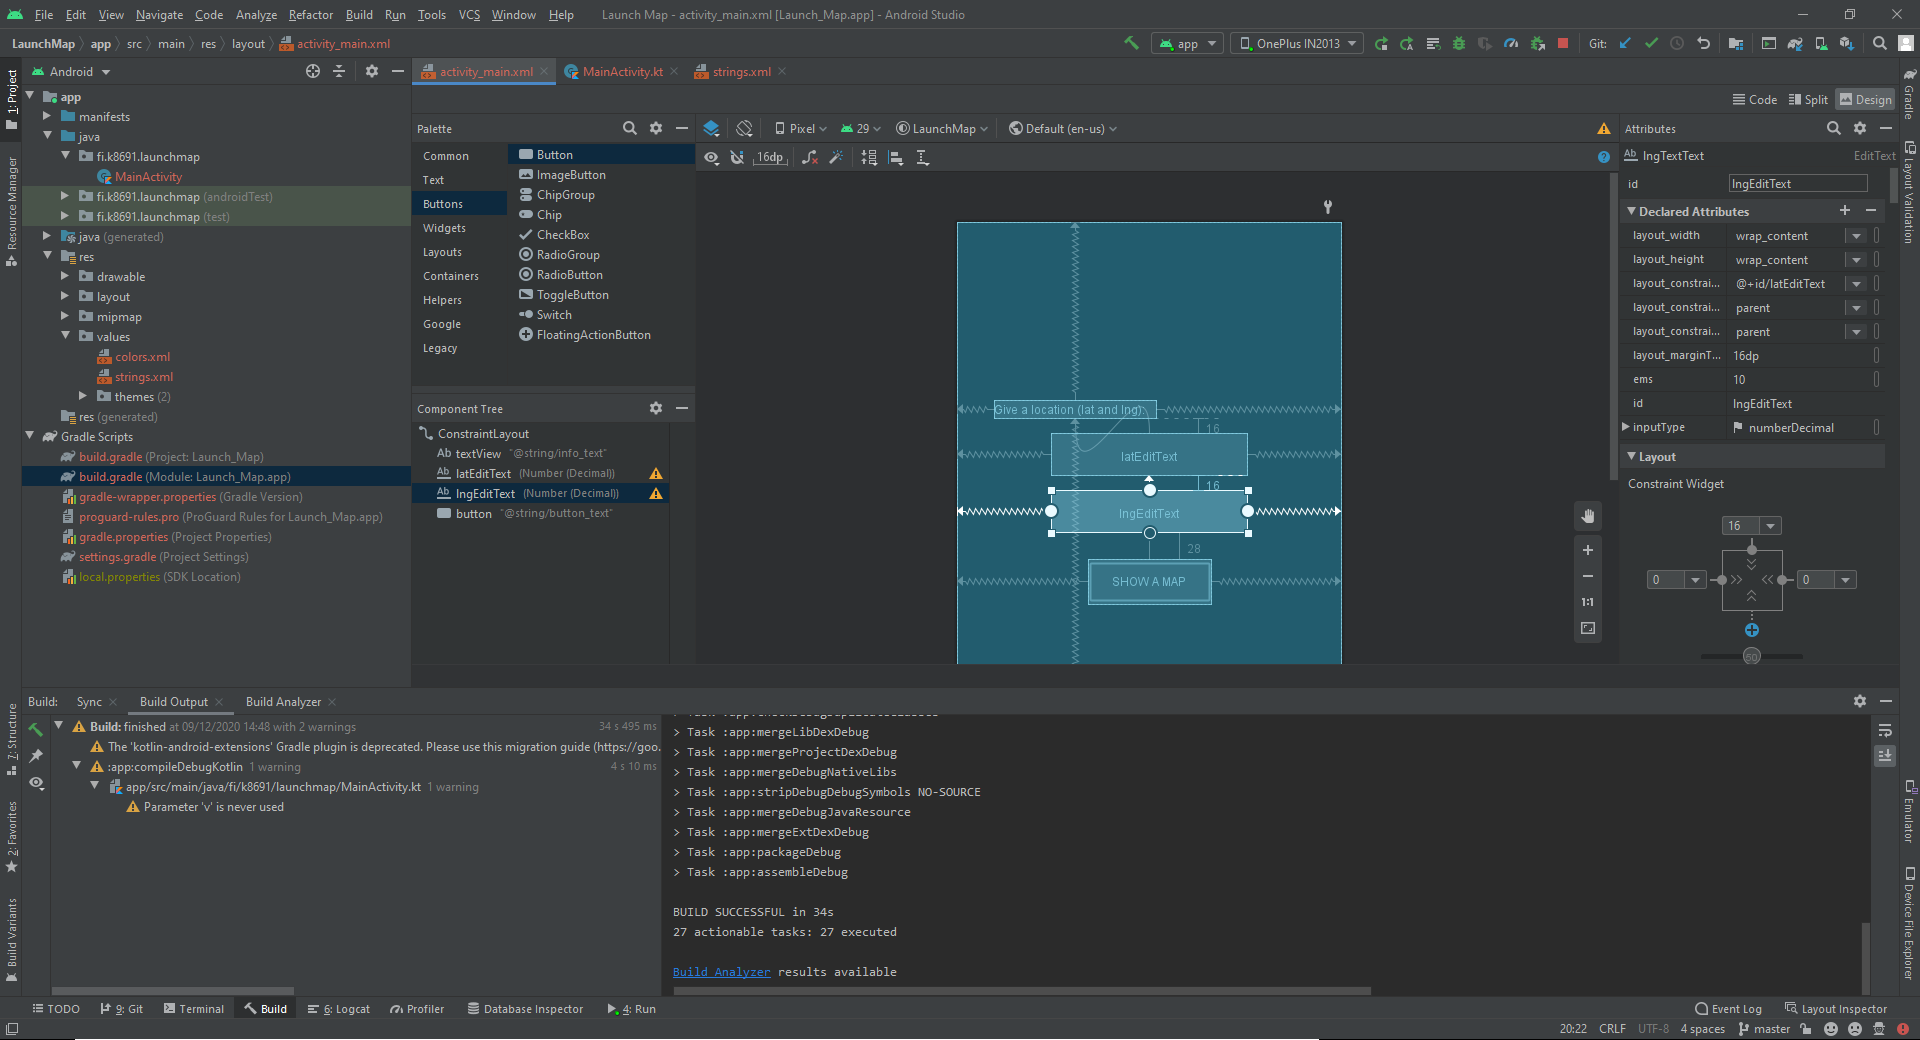 File Edit View Navigate Code Analyze Refactor Build Run Tools VCS Window Help Launch Map - activity_main.xml [Launch_Map.app] - Android Studio
LaunchMap app src main res layout activity_main.xml app OnePlus IN2013 Git:
Android activity_main.xml MainActivity.kt strings.xml
Code Split Design
1: Project
Resource Manager
7: Structure
2: Favorites
Build Variants
app
manifests
java
fi.k8691.launchmap
MainActivity
fi.k8691.launchmap (androidTest)
fi.k8691.launchmap (test)
java (generated)
res
drawable
layout
mipmap
values
colors.xml
strings.xml
themes (2)
res (generated)
Gradle Scripts
build.gradle (Project: Launch_Map)
build.gradle (Module: Launch_Map.app)
gradle-wrapper.properties (Gradle Version)
proguard-rules.pro (ProGuard Rules for Launch_Map.app)
gradle.properties (Project Properties)
settings.gradle (Project Settings)
local.properties (SDK Location)
Palette
Common
Text
Buttons
Widgets
Layouts
Containers
Helpers
Google
Legacy
Button
ImageButton
ChipGroup
Chip
CheckBox
RadioGroup
RadioButton
ToggleButton
Switch
FloatingActionButton
Component Tree
ConstraintLayout
Ab textView "@string/info_text"
Ab latEditText (Number (Decimal))
Ab lngEditText (Number (Decimal))
button "@string/button_text"
Pixel 29 LaunchMap Default (en-us)
16dp
Give a location (lat and lng):
16
latEditText
16
lngEditText
28
SHOW A MAP
1:1
Attributes
Ab lngTextText EditText
id lngEditText
Declared Attributes
layout_width wrap_content
layout_height wrap_content
layout_constrai... @+id/latEditText
layout_constrai... parent
layout_constrai... parent
layout_marginT... 16dp
ems 10
id lngEditText
inputType numberDecimal
Layout
Constraint Widget
16
0 0
50
Gradle
Layout Validation
Emulator
Device File Explorer
Build: Sync Build Output Build Analyzer
Build: finished at 09/12/2020 14:48 with 2 warnings 34 s 495 ms
The 'kotlin-android-extensions' Gradle plugin is deprecated. Please use this migration guide (https://goo.
:app:compileDebugKotlin 1 warning 4 s 10 ms
app/src/main/java/fi/k8691/launchmap/MainActivity.kt 1 warning
Parameter 'v' is never used
> Task :app:mergeLibDexDebug
> Task :app:mergeProjectDexDebug
> Task :app:mergeDebugNativeLibs
> Task :app:stripDebugDebugSymbols NO-SOURCE
> Task :app:mergeDebugJavaResource
> Task :app:mergeExtDexDebug
> Task :app:packageDebug
> Task :app:assembleDebug
BUILD SUCCESSFUL in 34s
27 actionable tasks: 27 executed
Build Analyzer results available
TODO 9: Git Terminal Build 6: Logcat Profiler Database Inspector 4: Run Event Log Layout Inspector
20:22 CRLF UTF-8 4 spaces master